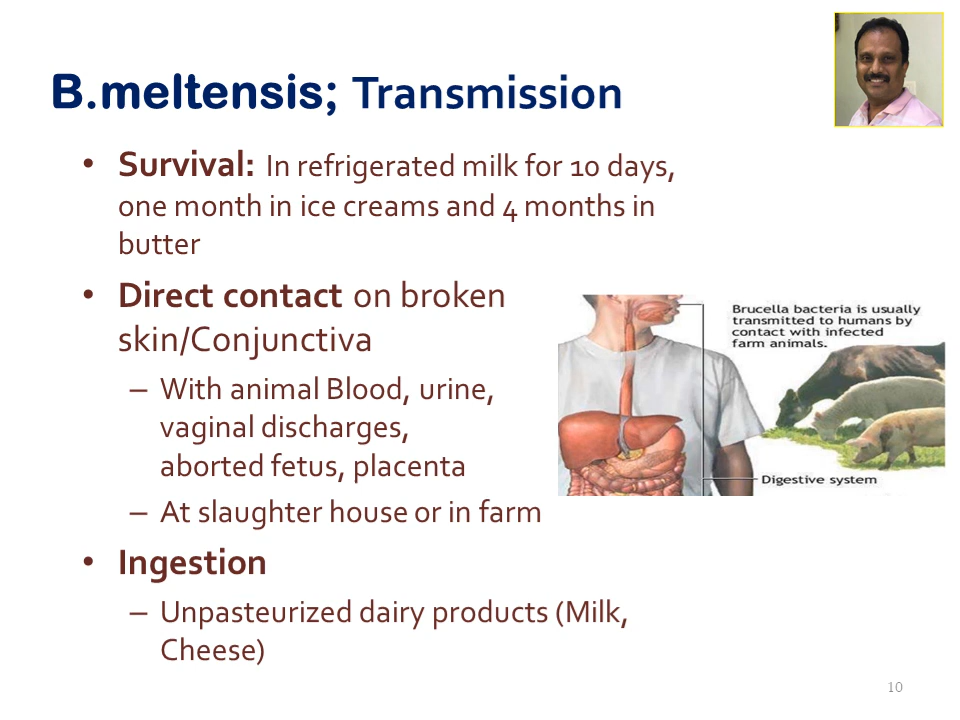 B.meltensis; Transmission
• Survival: In refrigerated milk for 10 days,
one month in ice creams and 4 months in
butter
• Direct contact on broken
skin/Conjunctiva
– With animal Blood, urine,
vaginal discharges,
aborted fetus, placenta
– At slaughter house or in farm
• Ingestion
– Unpasteurized dairy products (Milk,
Cheese)
Brucella bacteria is usually
transmitted to humans by
contact with infected
farm animals.
Digestive system
10